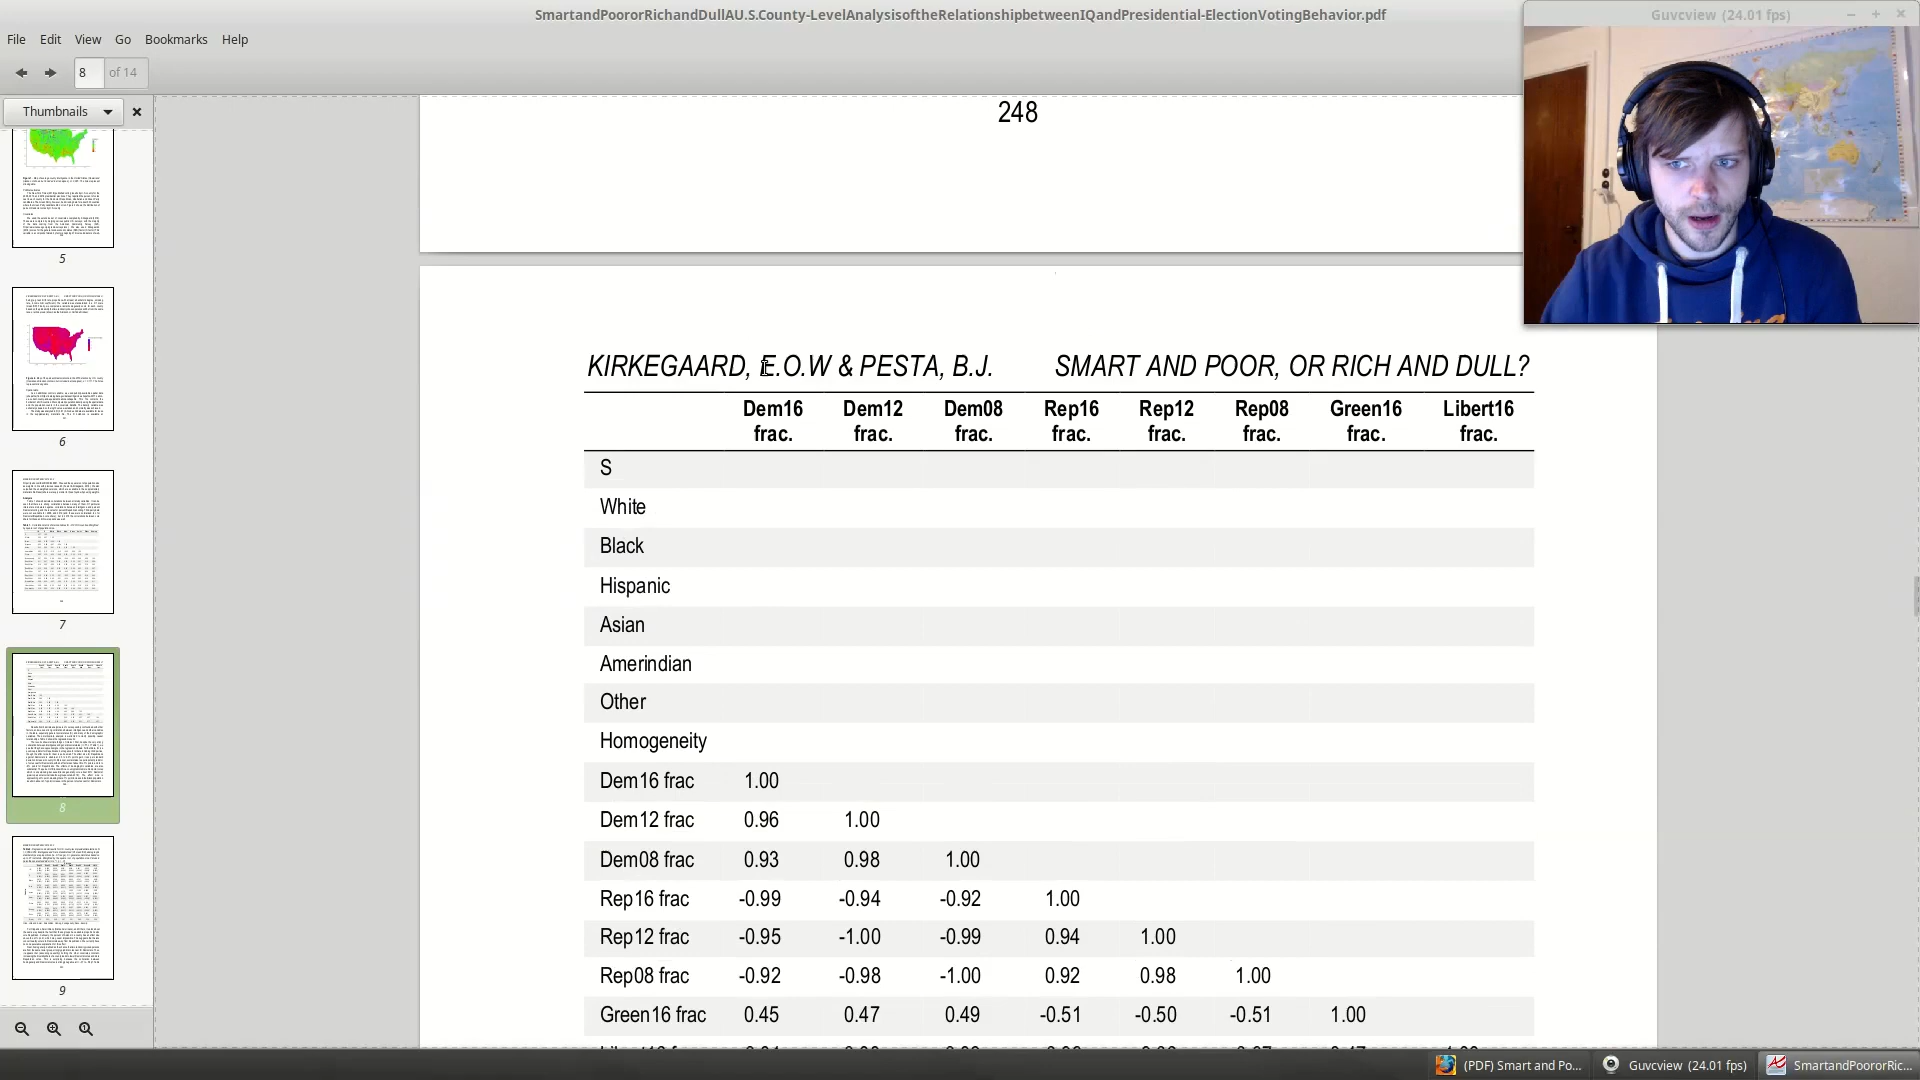 SmartandPoororRichandDullAU.S.County-LevelAnalysisoftheRelationshipbetweenIQandPresidential-ElectionVotingBehavior.pdf
Guvcview (24.01 fps)
File Edit View Go Bookmarks Help
8 of 14
Thumbnails
5
6
7
8
9
248
KIRKEGAARD, E.O.W & PESTA, B.J. SMART AND POOR, OR RICH AND DULL?
Dem16 Dem12 Dem08 Rep16 Rep12 Rep08 Green16 Libert16
frac. frac. frac. frac. frac. frac. frac. frac.
S
White
Black
Hispanic
Asian
Amerindian
Other
Homogeneity
Dem16 frac 1.00
Dem12 frac 0.96 1.00
Dem08 frac 0.93 0.98 1.00
Rep16 frac -0.99 -0.94 -0.92 1.00
Rep12 frac -0.95 -1.00 -0.99 0.94 1.00
Rep08 frac -0.92 -0.98 -1.00 0.92 0.98 1.00
Green16 frac 0.45 0.47 0.49 -0.51 -0.50 -0.51 1.00
(PDF) Smart and Po... Guvcview (24.01 fps) SmartandPoororRic...